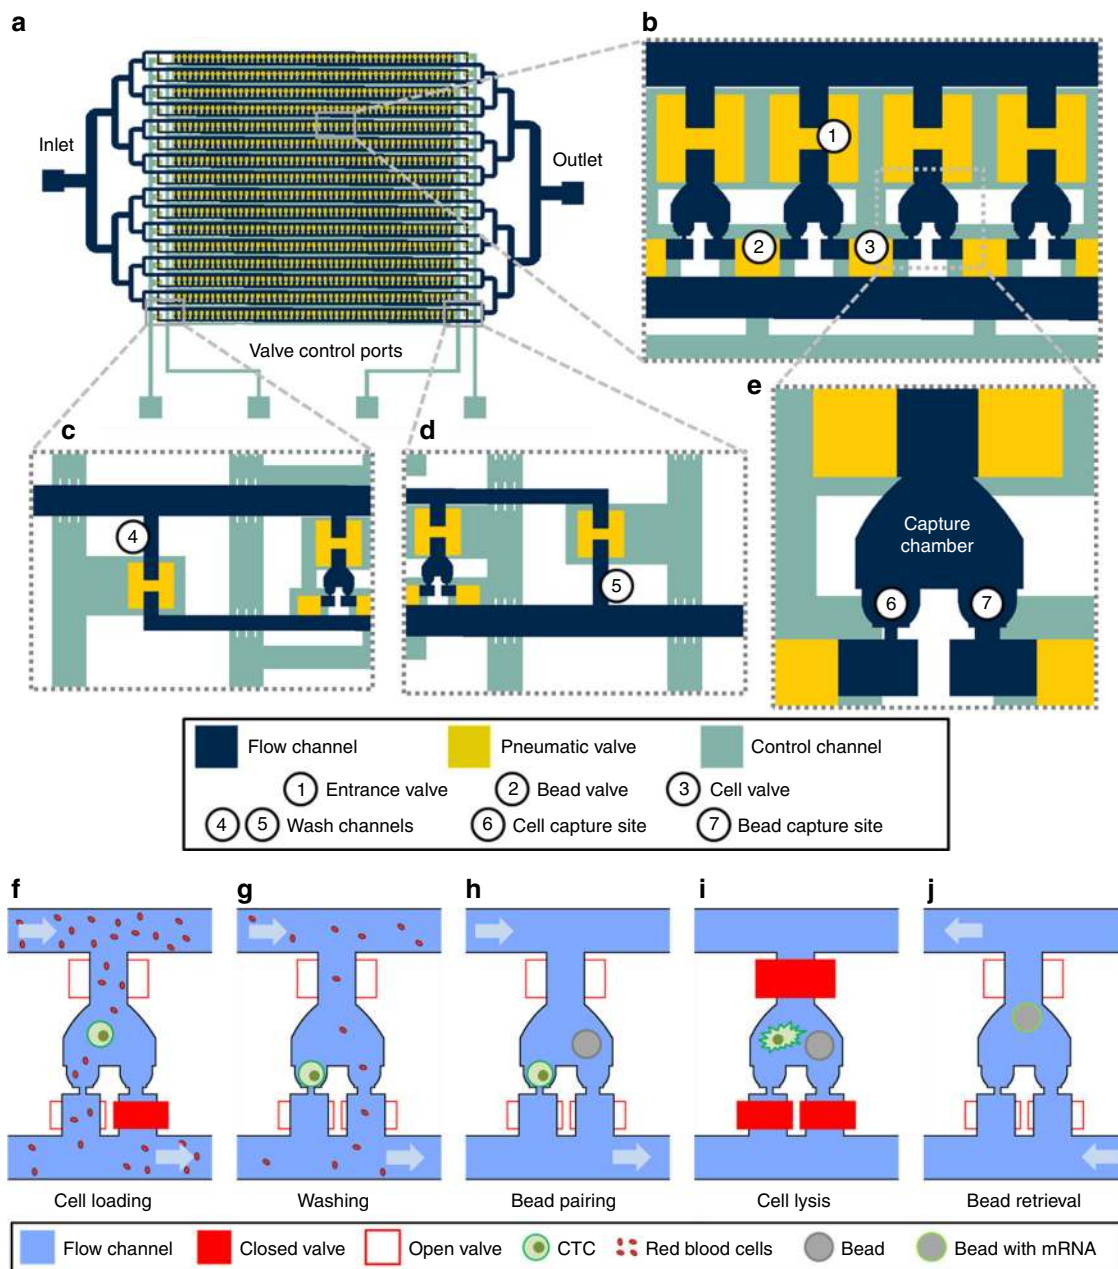 a
b
Inlet
Outlet
1
2
3
Valve control ports
c
d
e
4
5
Capture
chamber
6
7
Flow channel
Pneumatic valve
Control channel
1 Entrance valve
2 Bead valve
3 Cell valve
4 5 Wash channels
6 Cell capture site
7 Bead capture site
f
g
h
i
j
Cell loading
Washing
Bead pairing
Cell lysis
Bead retrieval
Flow channel
Closed valve
Open valve
CTC
Red blood cells
Bead
Bead with mRNA